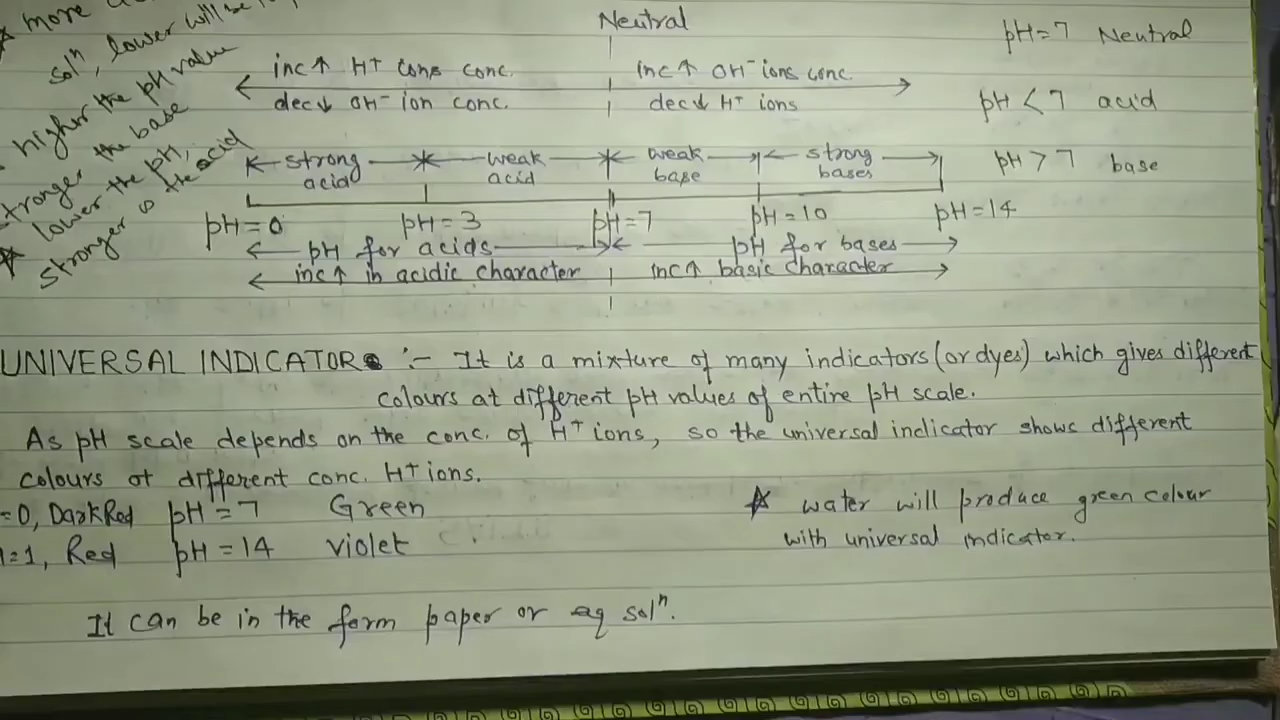 * more
solⁿ, lower will be
higher the pH value
stronger the base
* lower the pH,
stronger is the acid
Neutral
pH=7 Neutral
inc↑ H⁺ ions conc.
inc↑ OH⁻ ions conc.
dec↓ OH⁻ ion conc.
dec↓ H⁺ ions
pH < 7 acid
strong acid
weak acid
weak base
strong bases
pH > 7 base
pH=0 pH=3 pH=7 pH=10 pH=14
pH for acids pH for bases
inc↑ in acidic character inc↑ basic character
UNIVERSAL INDICATOR :- It is a mixture of many indicators (or dyes) which gives different
colours at different pH values of entire pH scale.
As pH scale depends on the conc. of H⁺ ions, so the universal indicator shows different
colours at different conc. H⁺ ions.
=0, Dark Red pH=7 Green
=1, Red pH=14 violet
* water will produce green colour
with universal indicator.
It can be in the form paper or aq solⁿ.